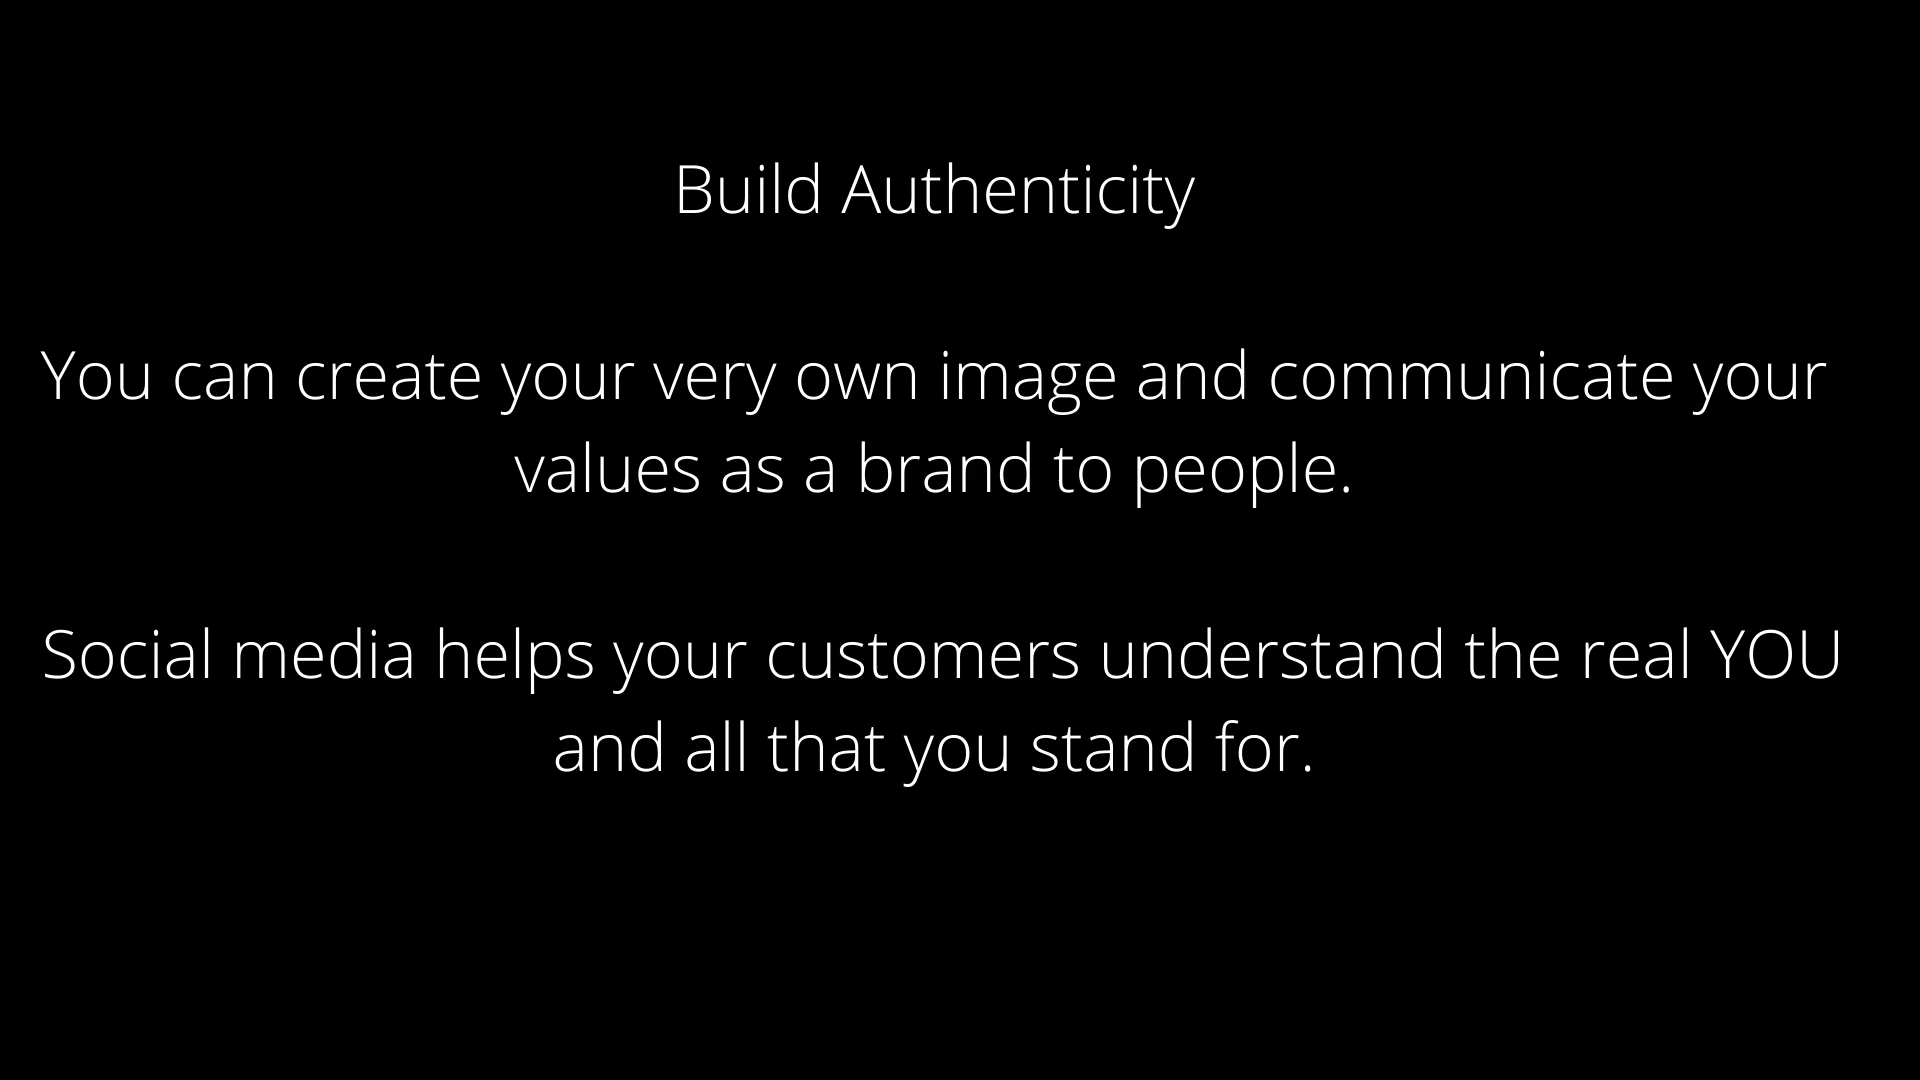 Build Authenticity
You can create your very own image and communicate your
values as a brand to people.
Social media helps your customers understand the real YOU
and all that you stand for.